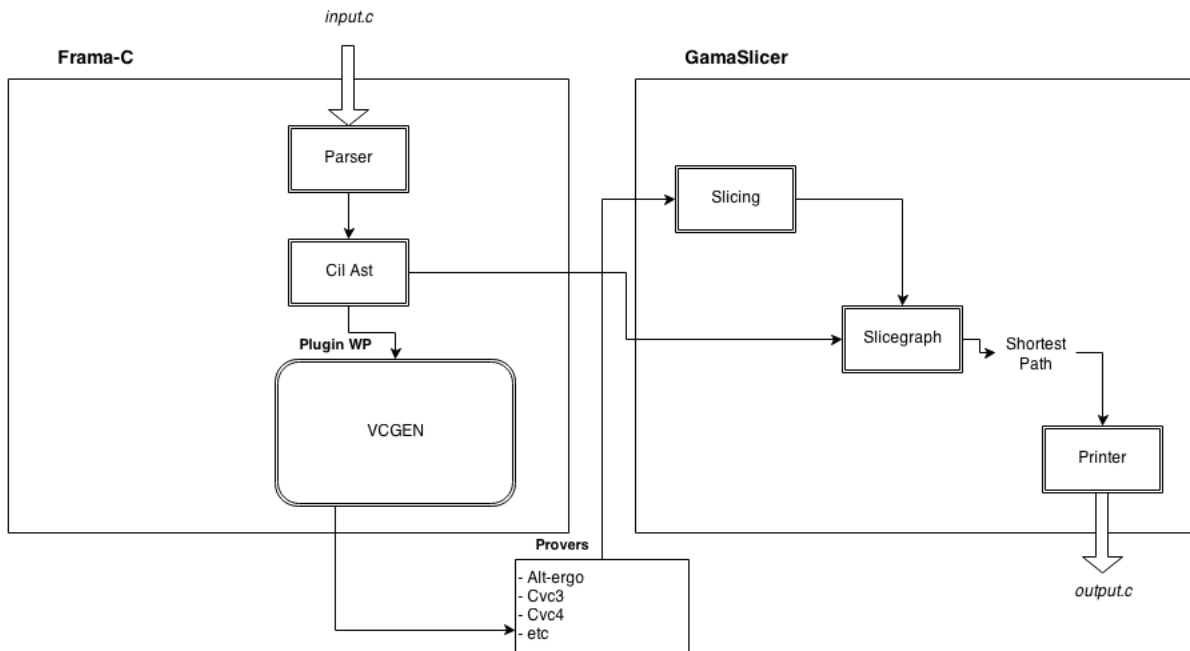 input.c
Frama-C
GamaSlicer
Parser
Slicing
Cil Ast
Plugin WP
Slicegraph
Shortest
Path
VCGEN
Printer
Provers
- Alt-ergo
- Cvc3
- Cvc4
- etc
output.c